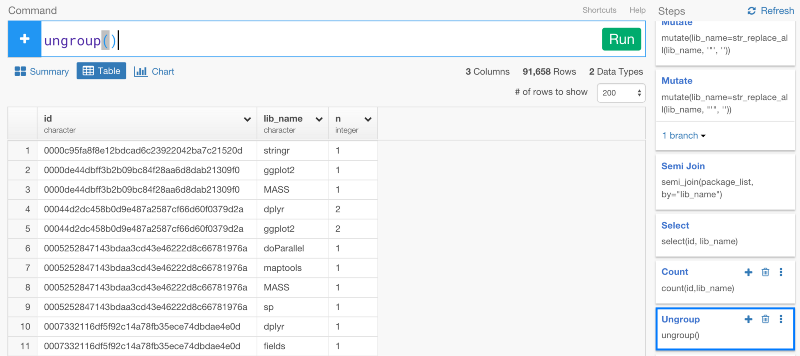 Command
Shortcuts Help
+ ungroup()
Run
Summary Table Chart
3 Columns 91,658 Rows 2 Data Types
# of rows to show 200
id lib_name n
character character integer
1 0000c95fa8f8e12bdcad6c23922042ba7c21520d stringr 1
2 0000de44dbff3b2b09bc84f28aa6d8dab21309f0 ggplot2 1
3 0000de44dbff3b2b09bc84f28aa6d8dab21309f0 MASS 1
4 00044d2dc458b0d9e487a2587cf66d60f0379d2a dplyr 2
5 00044d2dc458b0d9e487a2587cf66d60f0379d2a ggplot2 2
6 0005252847143bdaa3cd43e46222d8c66781976a doParallel 1
7 0005252847143bdaa3cd43e46222d8c66781976a maptools 1
8 0005252847143bdaa3cd43e46222d8c66781976a MASS 1
9 0005252847143bdaa3cd43e46222d8c66781976a sp 1
10 0007332116df5f92c14a78fb35ece74dbdae4e0d dplyr 1
11 0007332116df5f92c14a78fb35ece74dbdae4e0d fields 1
Steps Refresh
Mutate
mutate(lib_name=str_replace_al
l(lib_name, '"', ''))
Mutate
mutate(lib_name=str_replace_al
l(lib_name, "'", ''))
1 branch
Semi Join
semi_join(package_list,
by="lib_name")
Select
select(id, lib_name)
Count
count(id,lib_name)
Ungroup
ungroup()